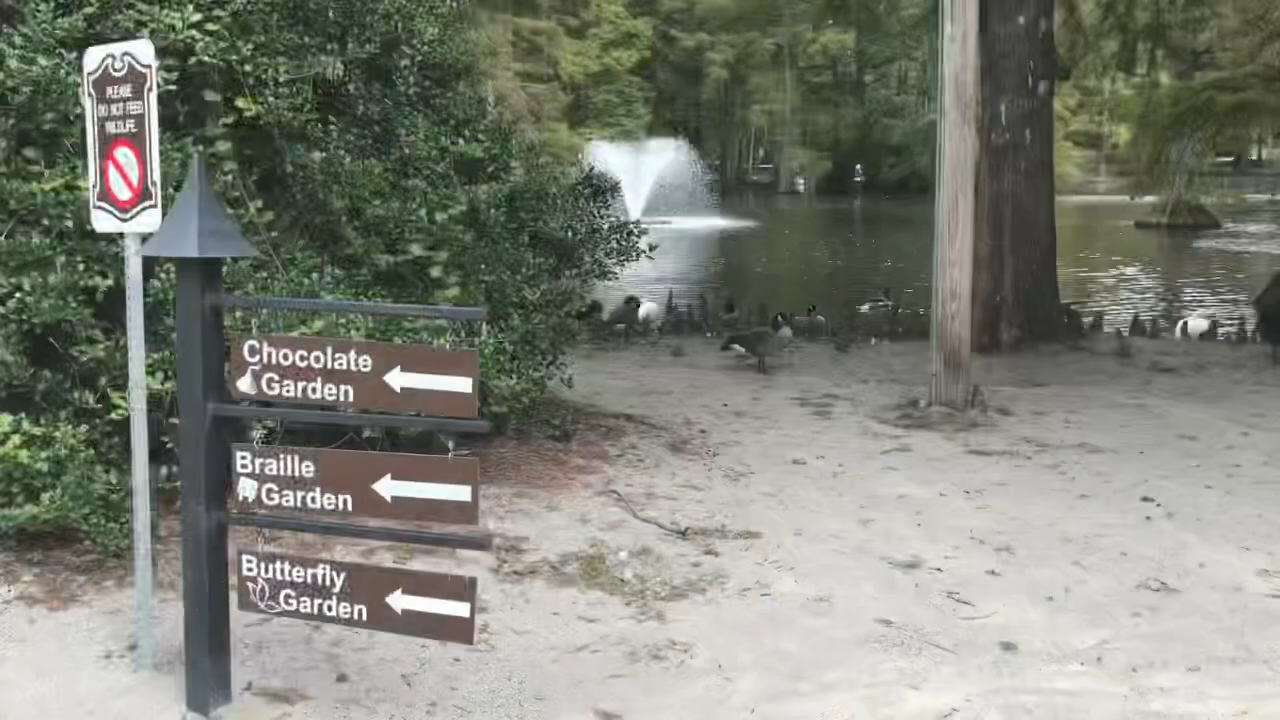 PLEASE
DO NOT FEED
WILDLIFE
Chocolate
Garden
Braille
Garden
Butterfly
Garden